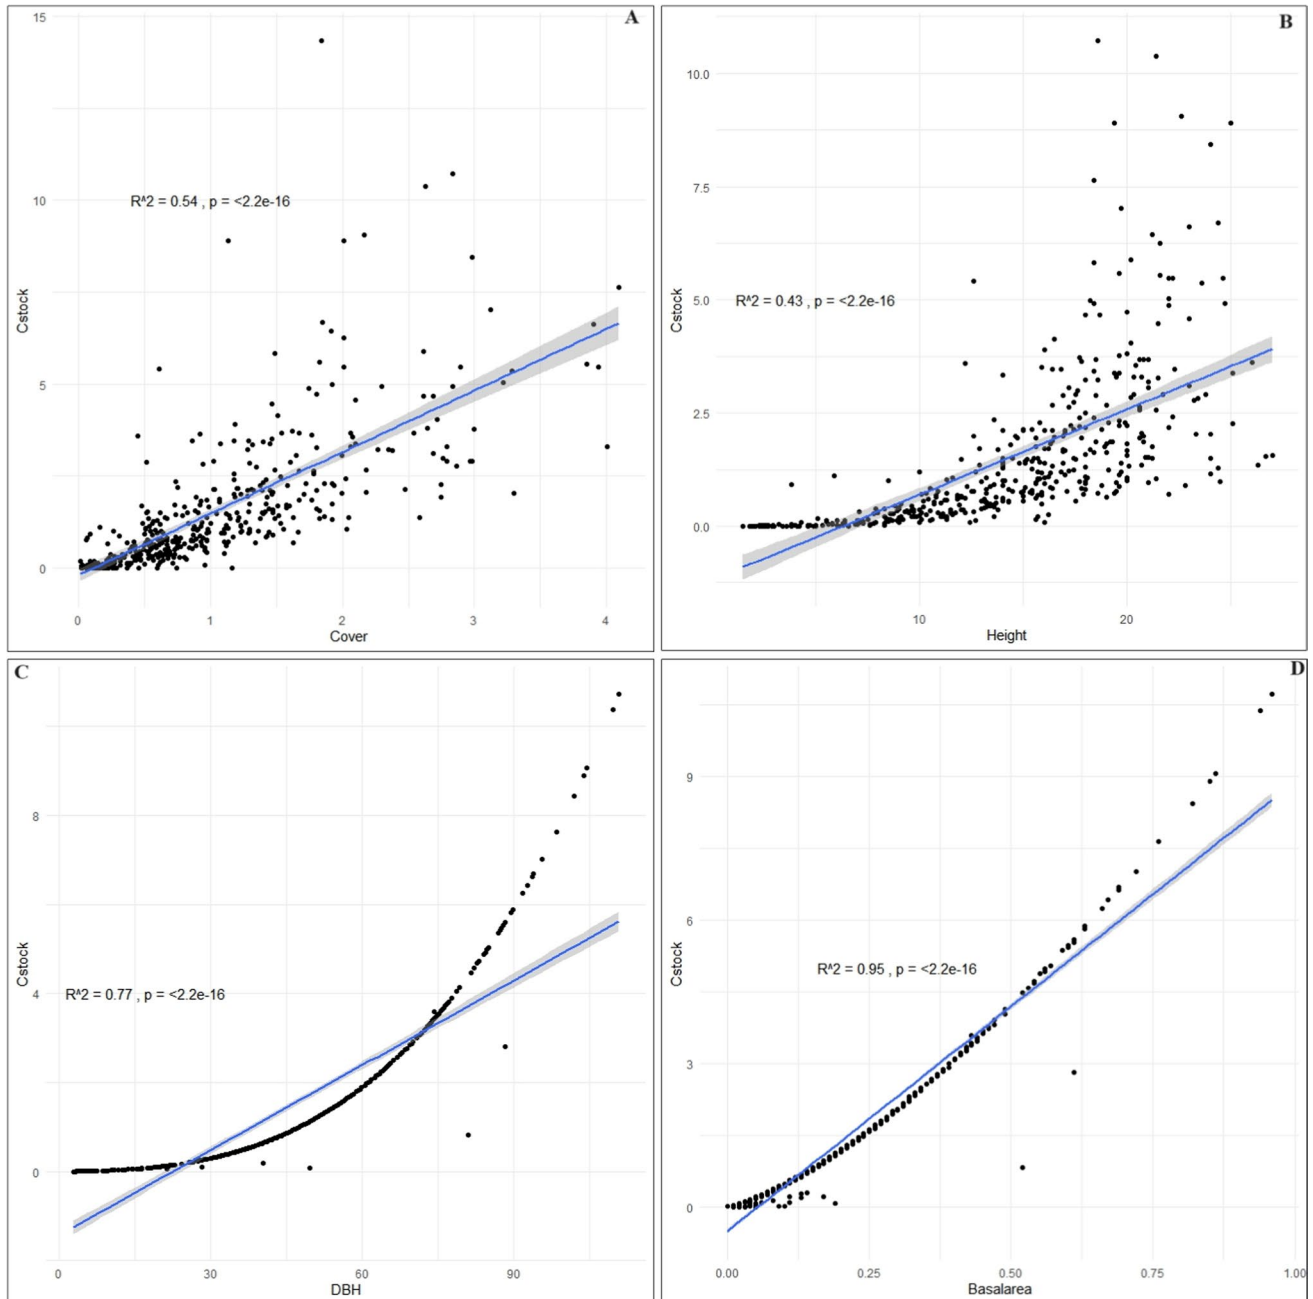 A
15
10
5
0
R^2 = 0.54 , p = <2.2e-16
Cstock
0 1 2 3 4
Cover
B
10.0
7.5
5.0
2.5
0.0
R^2 = 0.43 , p = <2.2e-16
Cstock
10 20
Height
C
8
4
0
R^2 = 0.77 , p = <2.2e-16
Cstock
0 30 60 90
DBH
D
9
6
3
0
R^2 = 0.95 , p = <2.2e-16
Cstock
0.00 0.25 0.50 0.75 1.00
Basalarea